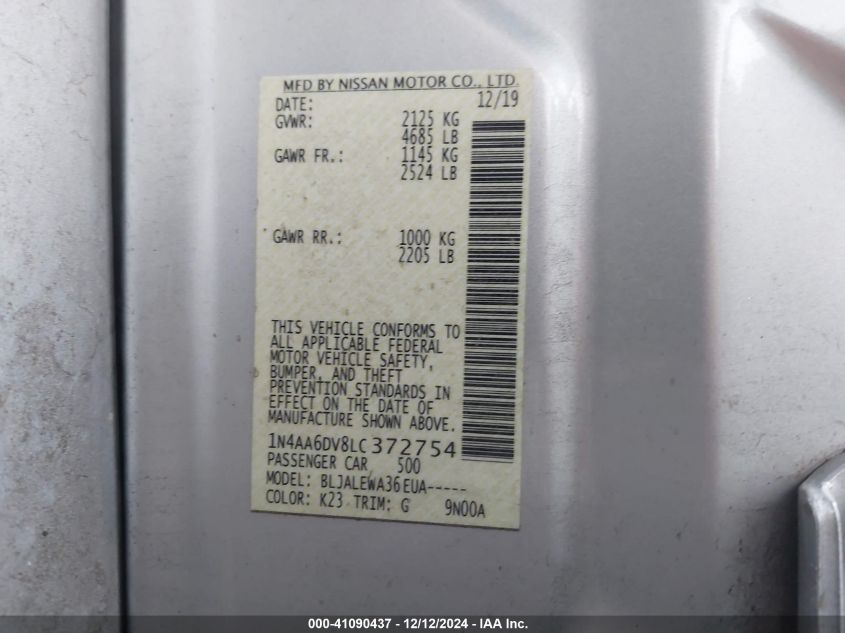 MFD BY NISSAN MOTOR CO., LTD.
DATE: 12/19
GVWR: 2125 KG
4685 LB
GAWR FR.: 1145 KG
2524 LB
GAWR RR.: 1000 KG
2205 LB
THIS VEHICLE CONFORMS TO
ALL APPLICABLE FEDERAL
MOTOR VEHICLE SAFETY,
BUMPER, AND THEFT
PREVENTION STANDARDS IN
EFFECT ON THE DATE OF
MANUFACTURE SHOWN ABOVE.
1N4AA6DV8LC372754
PASSENGER CAR 500
MODEL: BLJALEWA36EUA-----
COLOR: K23 TRIM: G 9N00A
000-41090437 - 12/12/2024 - IAA Inc.